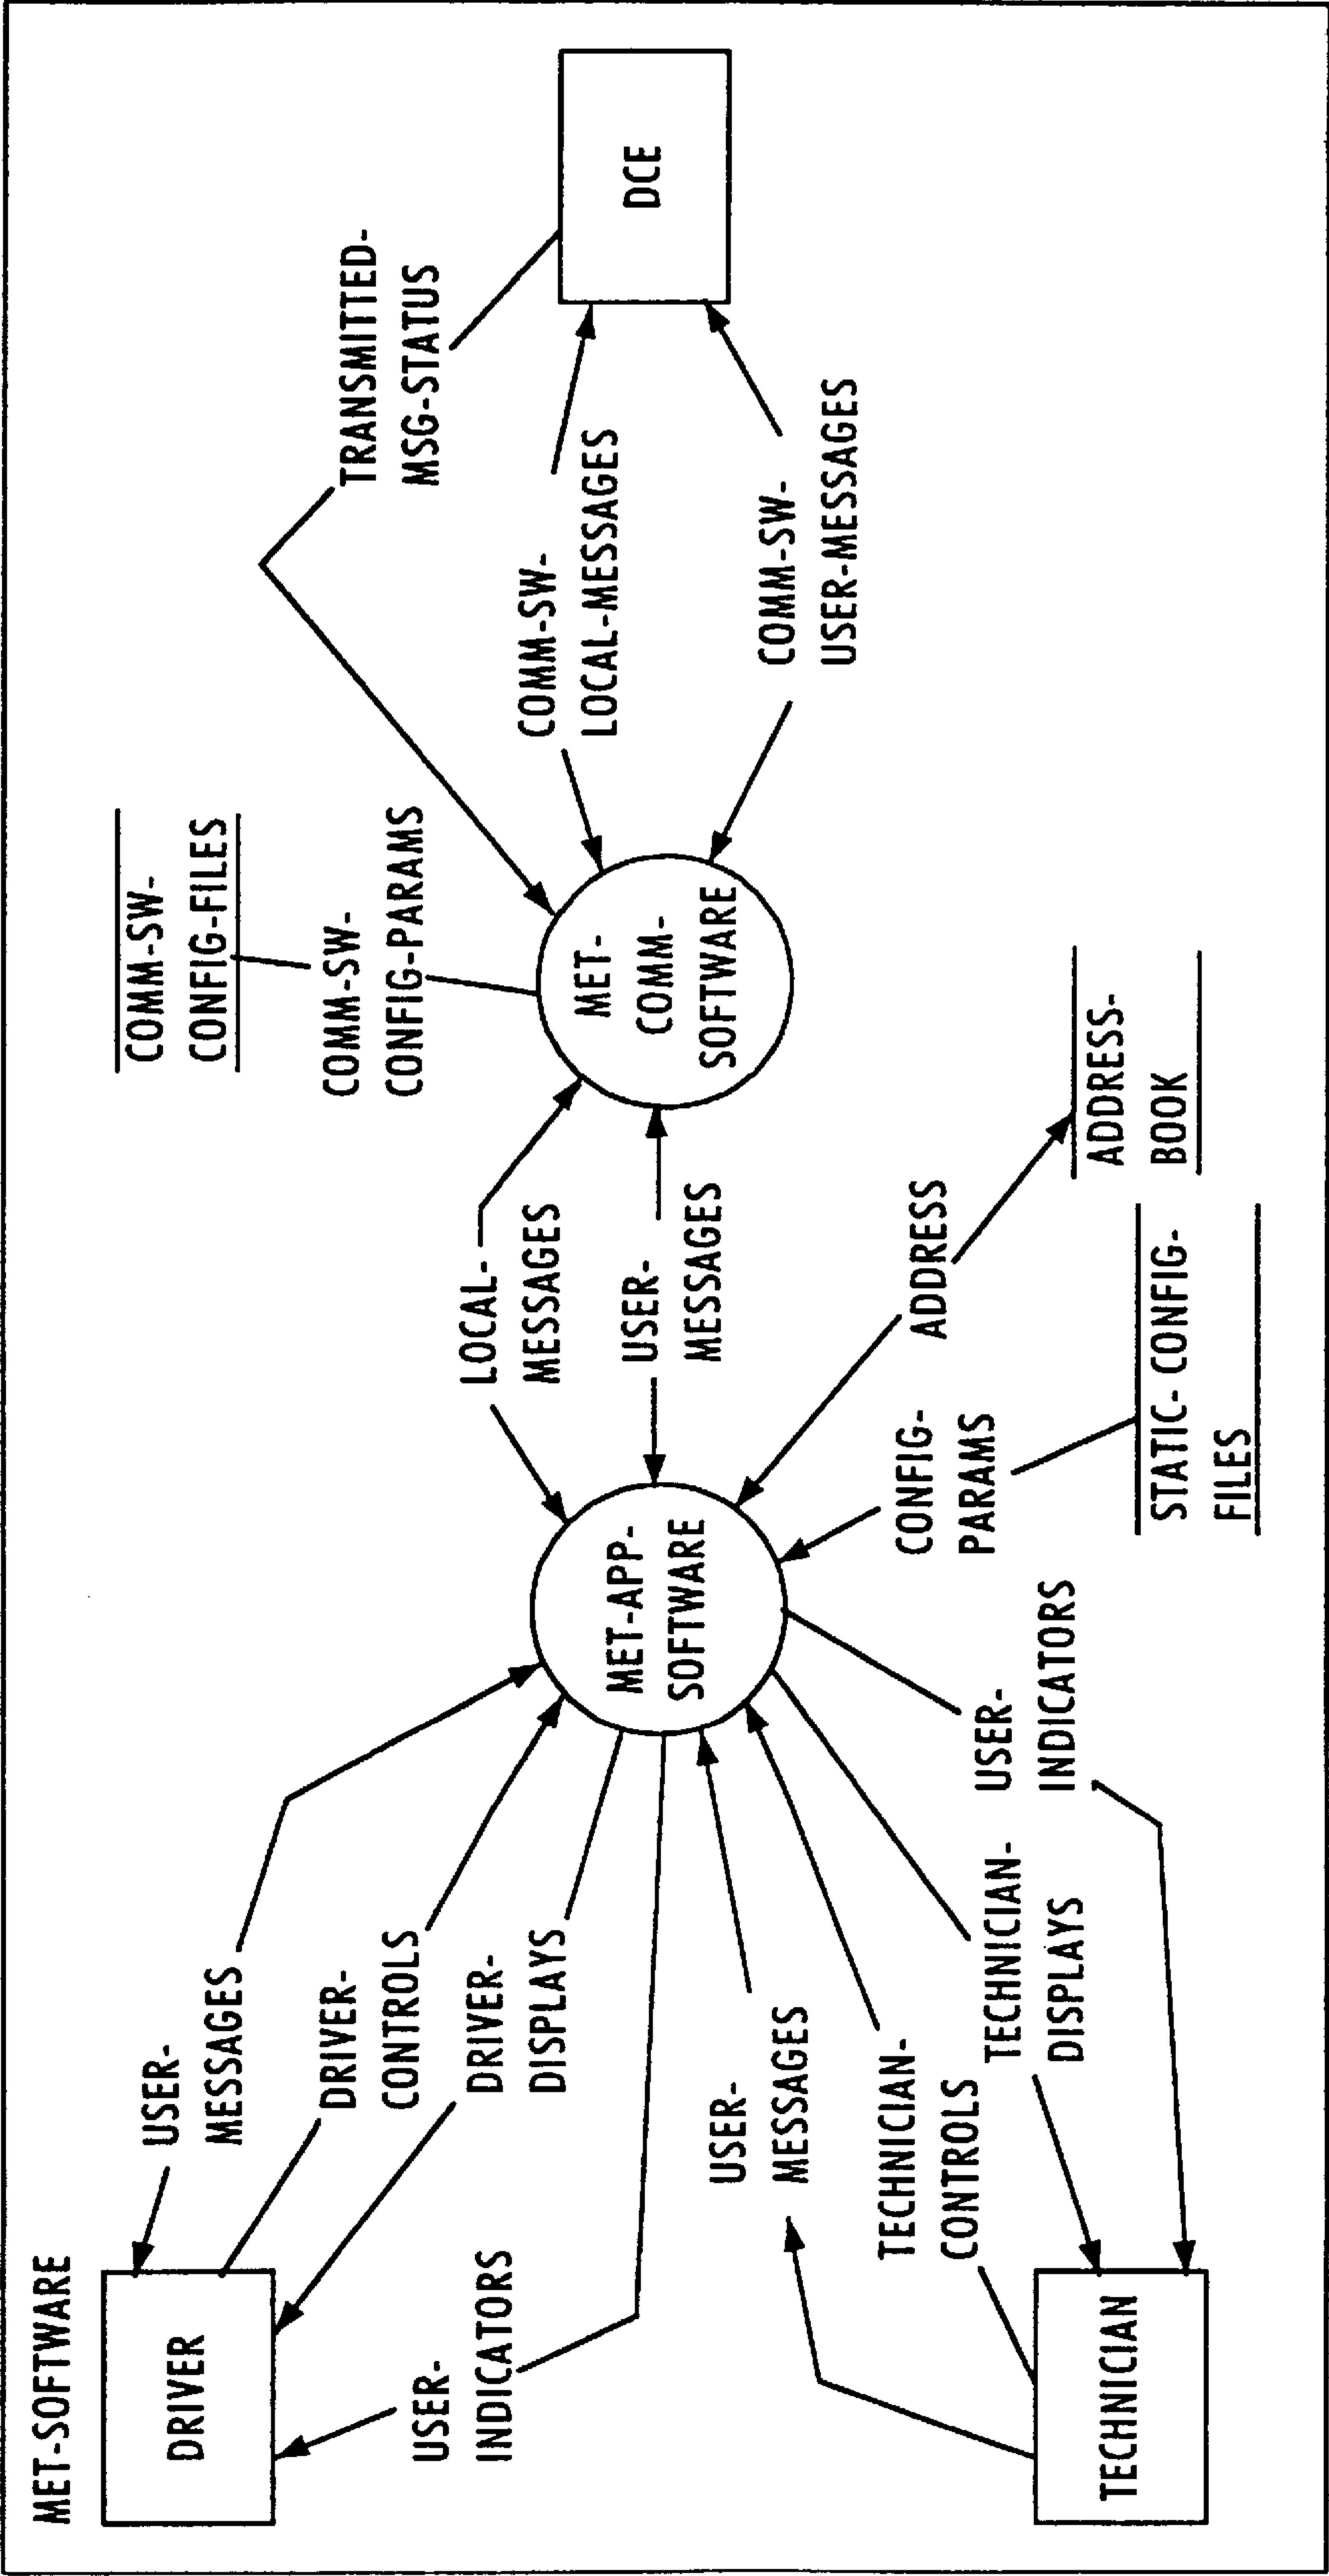 MET-SOFTWARE
DRIVER
USER-
MESSAGES
DRIVER-
CONTROLS
DRIVER-
DISPLAYS
USER-
INDICATORS
USER-
MESSAGES
TECHNICIAN-
CONTROLS
TECHNICIAN-
DISPLAYS
USER-
INDICATORS
TECHNICIAN
MET-APP-
SOFTWARE
LOCAL-
MESSAGES
USER-
MESSAGES
ADDRESS
CONFIG-
PARAMS
STATIC-CONFIG-
FILES
ADDRESS-
BOOK
COMM-SW-
CONFIG-FILES
COMM-SW-
CONFIG-PARAMS
MET-
COMM-
SOFTWARE
TRANSMITTED-
MSG-STATUS
COMM-SW-
LOCAL-MESSAGES
COMM-SW-
USER-MESSAGES
DCE